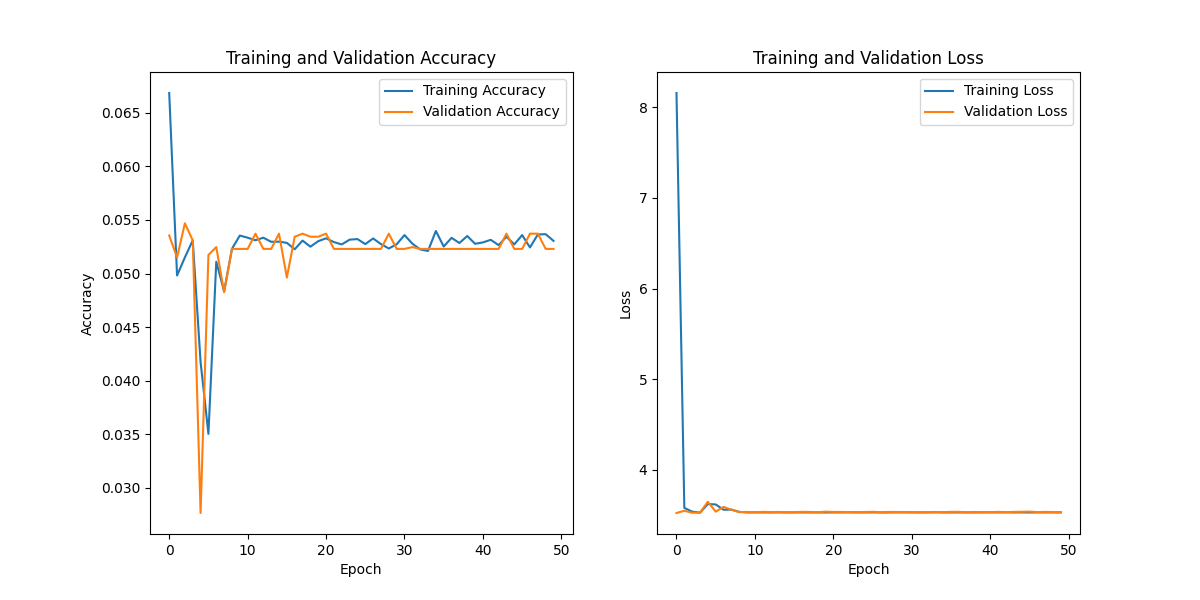 Training and Validation Accuracy
Training Accuracy
Validation Accuracy
0.065
0.060
0.055
0.050
0.045
0.040
0.035
0.030
Accuracy
0 10 20 30 40 50
Epoch
Training and Validation Loss
Training Loss
Validation Loss
8
7
6
5
4
Loss
0 10 20 30 40 50
Epoch